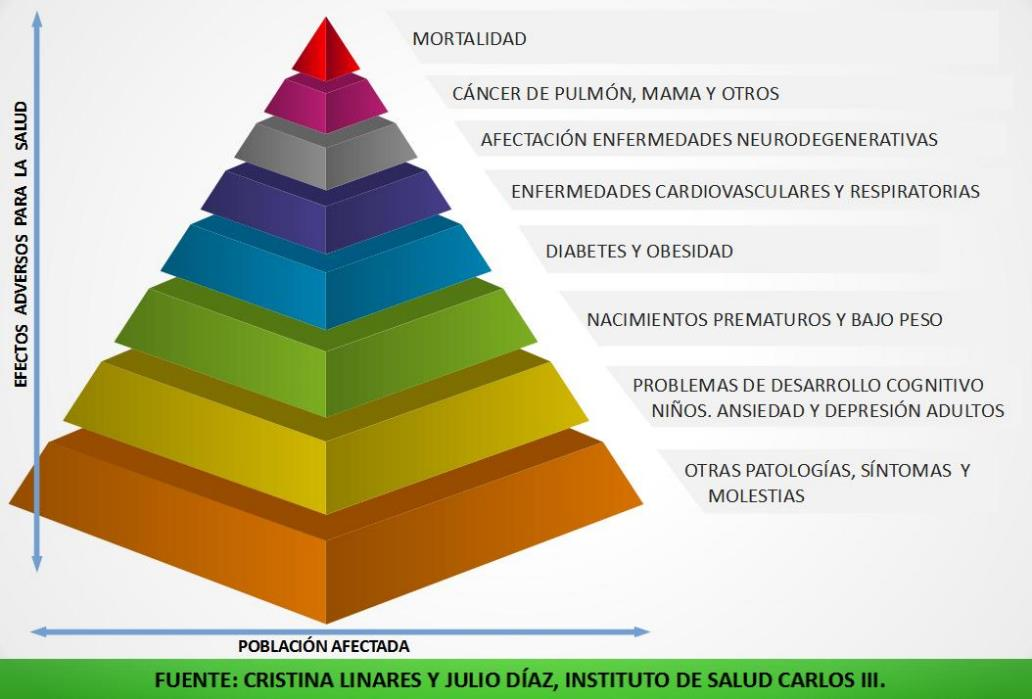 MORTALIDAD
CÁNCER DE PULMÓN, MAMA Y OTROS
AFECTACIÓN ENFERMEDADES NEURODEGENERATIVAS
ENFERMEDADES CARDIOVASCULARES Y RESPIRATORIAS
DIABETES Y OBESIDAD
NACIMIENTOS PREMATUROS Y BAJO PESO
PROBLEMAS DE DESARROLLO COGNITIVO
NIÑOS. ANSIEDAD Y DEPRESIÓN ADULTOS
OTRAS PATOLOGÍAS, SÍNTOMAS Y
MOLESTIAS
EFECTOS ADVERSOS PARA LA SALUD
POBLACIÓN AFECTADA
FUENTE: CRISTINA LINARES Y JULIO DÍAZ, INSTITUTO DE SALUD CARLOS III.